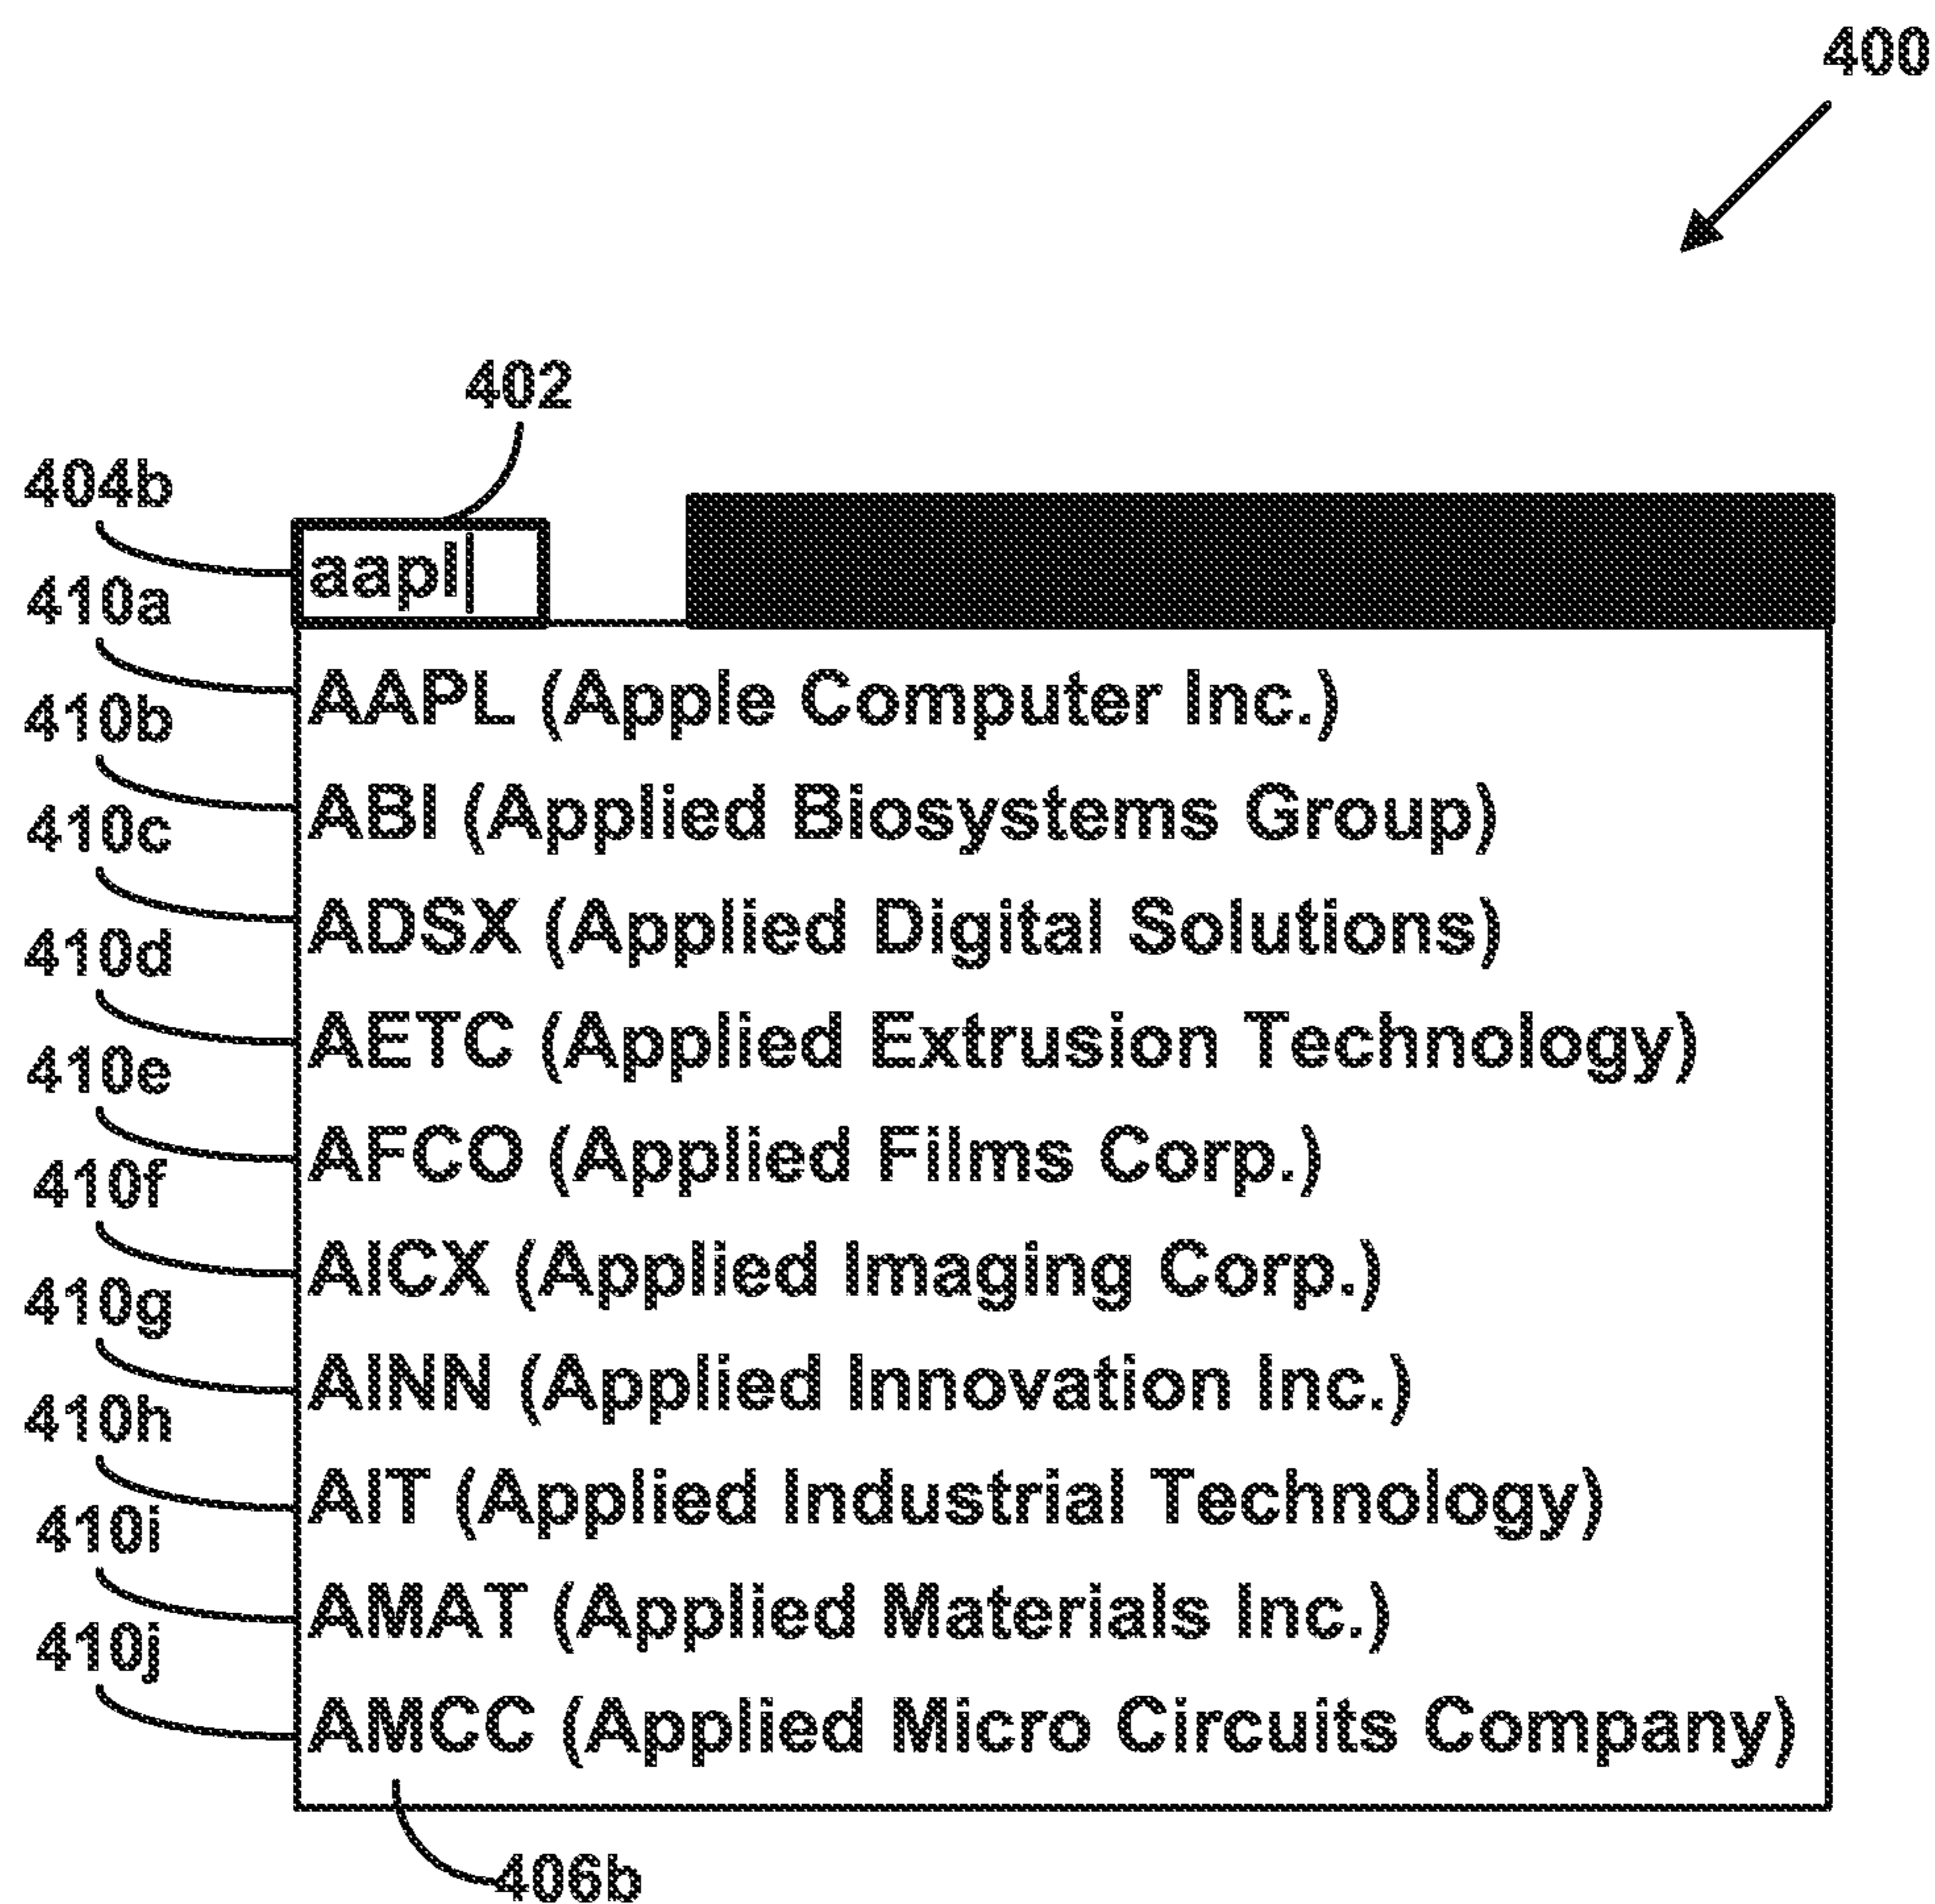 400
402
404b
aapl
410a
AAPL (Apple Computer Inc.)
410b
ABI (Applied Biosystems Group)
410c
ADSX (Applied Digital Solutions)
410d
AETC (Applied Extrusion Technology)
410e
AFCO (Applied Films Corp.)
410f
AICX (Applied Imaging Corp.)
410g
AINN (Applied Innovation Inc.)
410h
AIT (Applied Industrial Technology)
410i
AMAT (Applied Materials Inc.)
410j
AMCC (Applied Micro Circuits Company)
406b